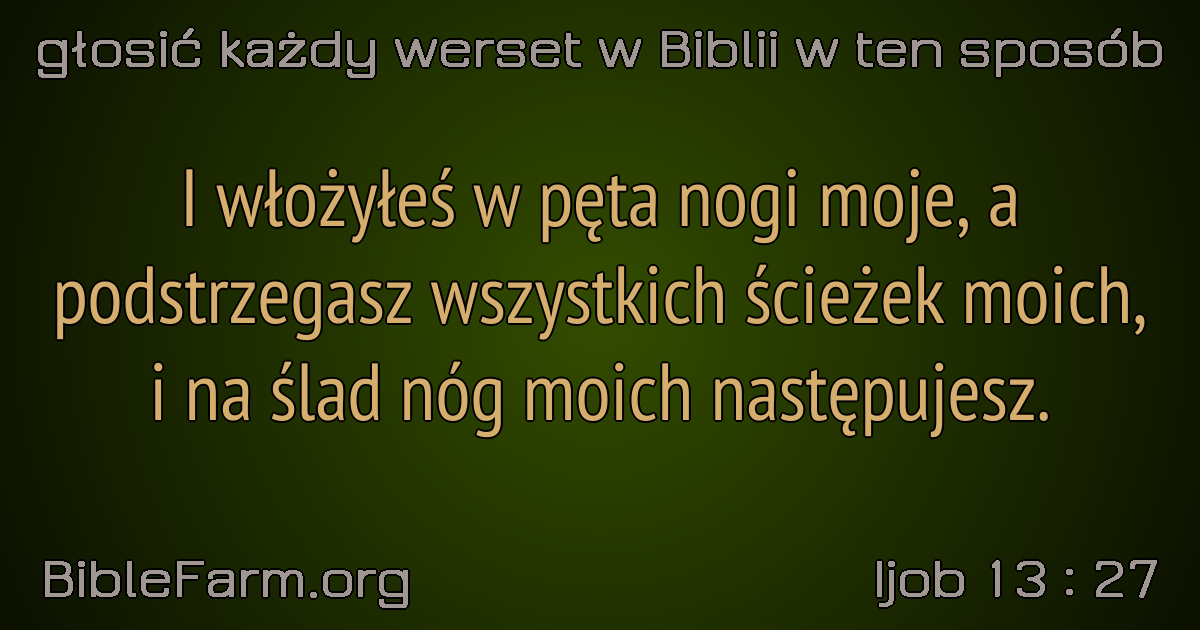 głosić każdy werset w Biblii w ten sposób
I włożyłeś w pęta nogi moje, a
podstrzegasz wszystkich ścieżek moich,
i na ślad nóg moich następujesz.
BibleFarm.org
Ijob 13 : 27